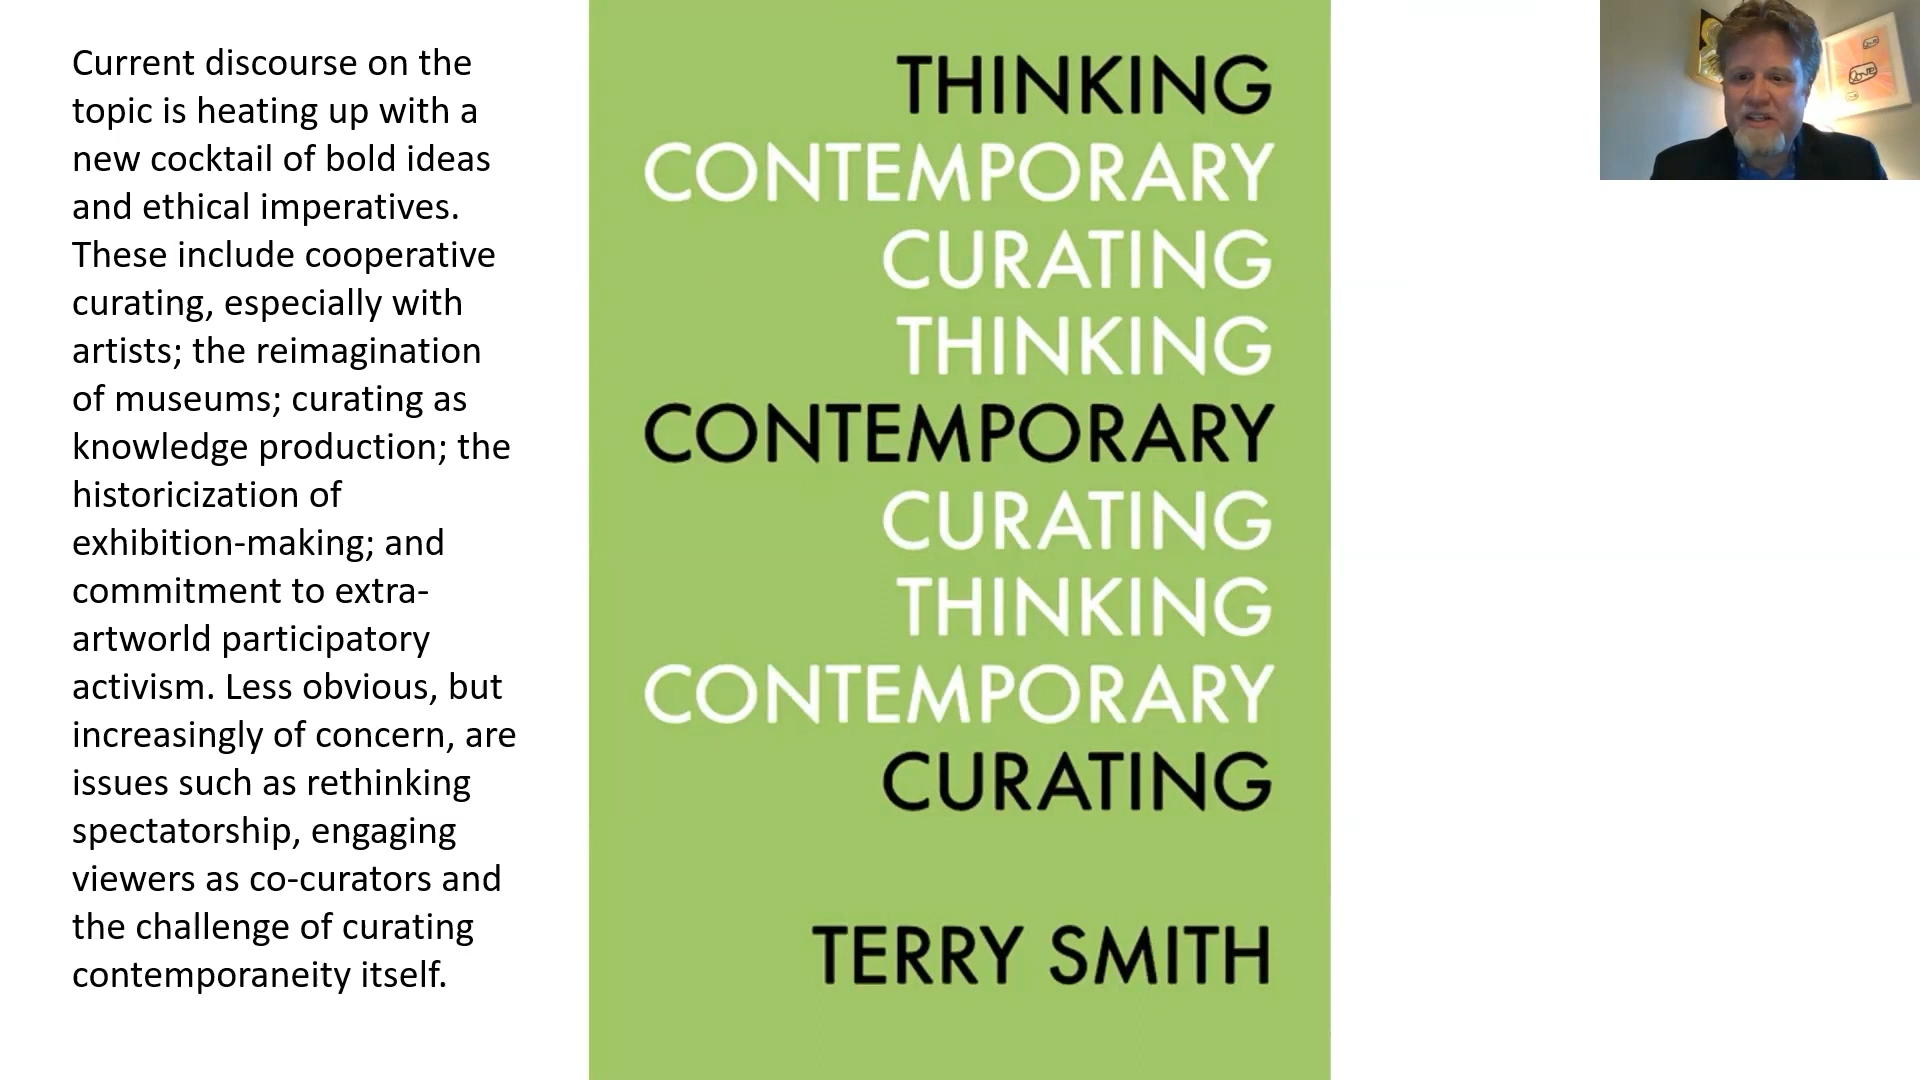 Current discourse on the
topic is heating up with a
new cocktail of bold ideas
and ethical imperatives.
These include cooperative
curating, especially with
artists; the reimagination
of museums; curating as
knowledge production; the
historicization of
exhibition-making; and
commitment to extra-
artworld participatory
activism. Less obvious, but
increasingly of concern, are
issues such as rethinking
spectatorship, engaging
viewers as co-curators and
the challenge of curating
contemporaneity itself.
THINKING
CONTEMPORARY
CURATING
THINKING
CONTEMPORARY
CURATING
THINKING
CONTEMPORARY
CURATING
TERRY SMITH
LOVE